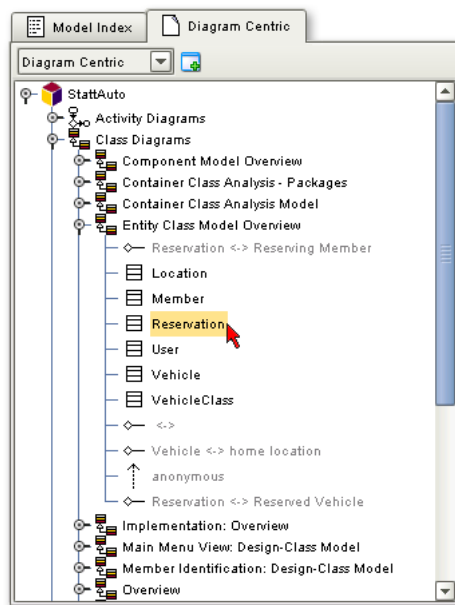 Model Index
Diagram Centric
Diagram Centric
StattAuto
Activity Diagrams
Class Diagrams
Component Model Overview
Container Class Analysis - Packages
Container Class Analysis Model
Entity Class Model Overview
Reservation <-> Reserving Member
Location
Member
Reservation
User
Vehicle
VehicleClass
<->
Vehicle <-> home location
anonymous
Reservation <-> Reserved Vehicle
Implementation: Overview
Main Menu View: Design-Class Model
Member Identification: Design-Class Model
Overview